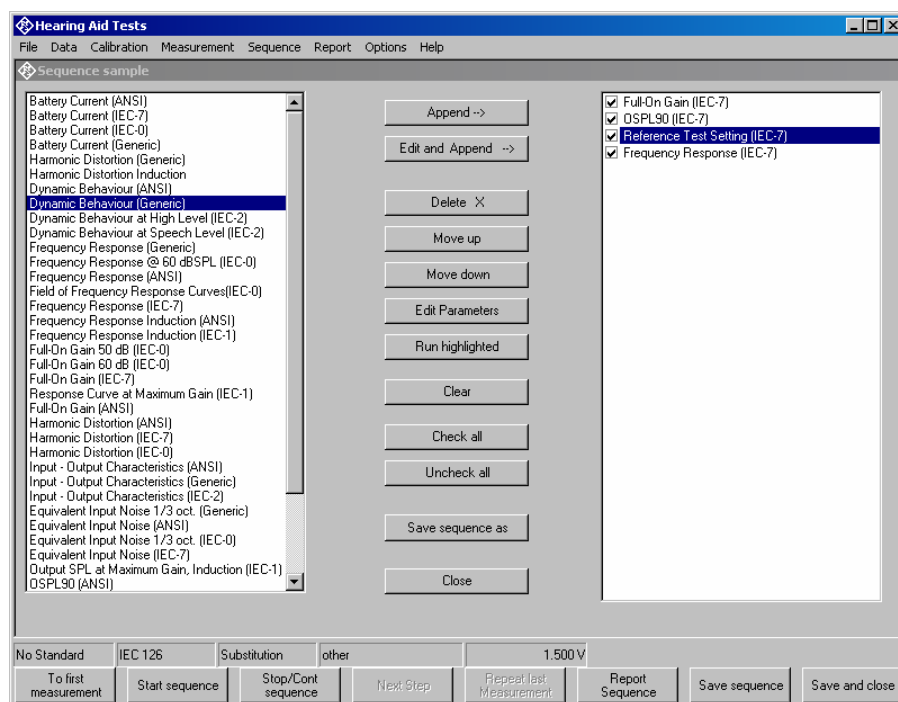 Hearing Aid Tests
File Data Calibration Measurement Sequence Report Options Help
Sequence sample
Battery Current (ANSI)
Battery Current (IEC-7)
Battery Current (IEC-0)
Battery Current (Generic)
Harmonic Distortion (Generic)
Harmonic Distortion Induction
Dynamic Behaviour (ANSI)
Dynamic Behaviour (Generic)
Dynamic Behaviour at High Level (IEC-2)
Dynamic Behaviour at Speech Level (IEC-2)
Frequency Response (Generic)
Frequency Response @ 60 dBSPL (IEC-0)
Frequency Response (ANSI)
Field of Frequency Response Curves(IEC-0)
Frequency Response (IEC-7)
Frequency Response Induction (ANSI)
Frequency Response Induction (IEC-1)
Full-On Gain 50 dB (IEC-0)
Full-On Gain 60 dB (IEC-0)
Full-On Gain (IEC-7)
Response Curve at Maximum Gain (IEC-1)
Full-On Gain (ANSI)
Harmonic Distortion (ANSI)
Harmonic Distortion (IEC-7)
Harmonic Distortion (IEC-0)
Input - Output Characteristics (ANSI)
Input - Output Characteristics (Generic)
Input - Output Characteristics (IEC-2)
Equivalent Input Noise 1/3 oct. (Generic)
Equivalent Input Noise (ANSI)
Equivalent Input Noise 1/3 oct. (IEC-0)
Equivalent Input Noise (IEC-7)
Output SPL at Maximum Gain, Induction (IEC-1)
OSPL90 (ANSI)
Append -->
Edit and Append -->
Delete X
Move up
Move down
Edit Parameters
Run highlighted
Clear
Check all
Uncheck all
Save sequence as
Close
Full-On Gain (IEC-7)
OSPL90 (IEC-7)
Reference Test Setting (IEC-7)
Frequency Response (IEC-7)
No Standard IEC 126 Substitution other 1.500 V
To first measurement
Start sequence
Stop/Cont sequence
Next Step
Repeat last Measurement
Report Sequence
Save sequence
Save and close